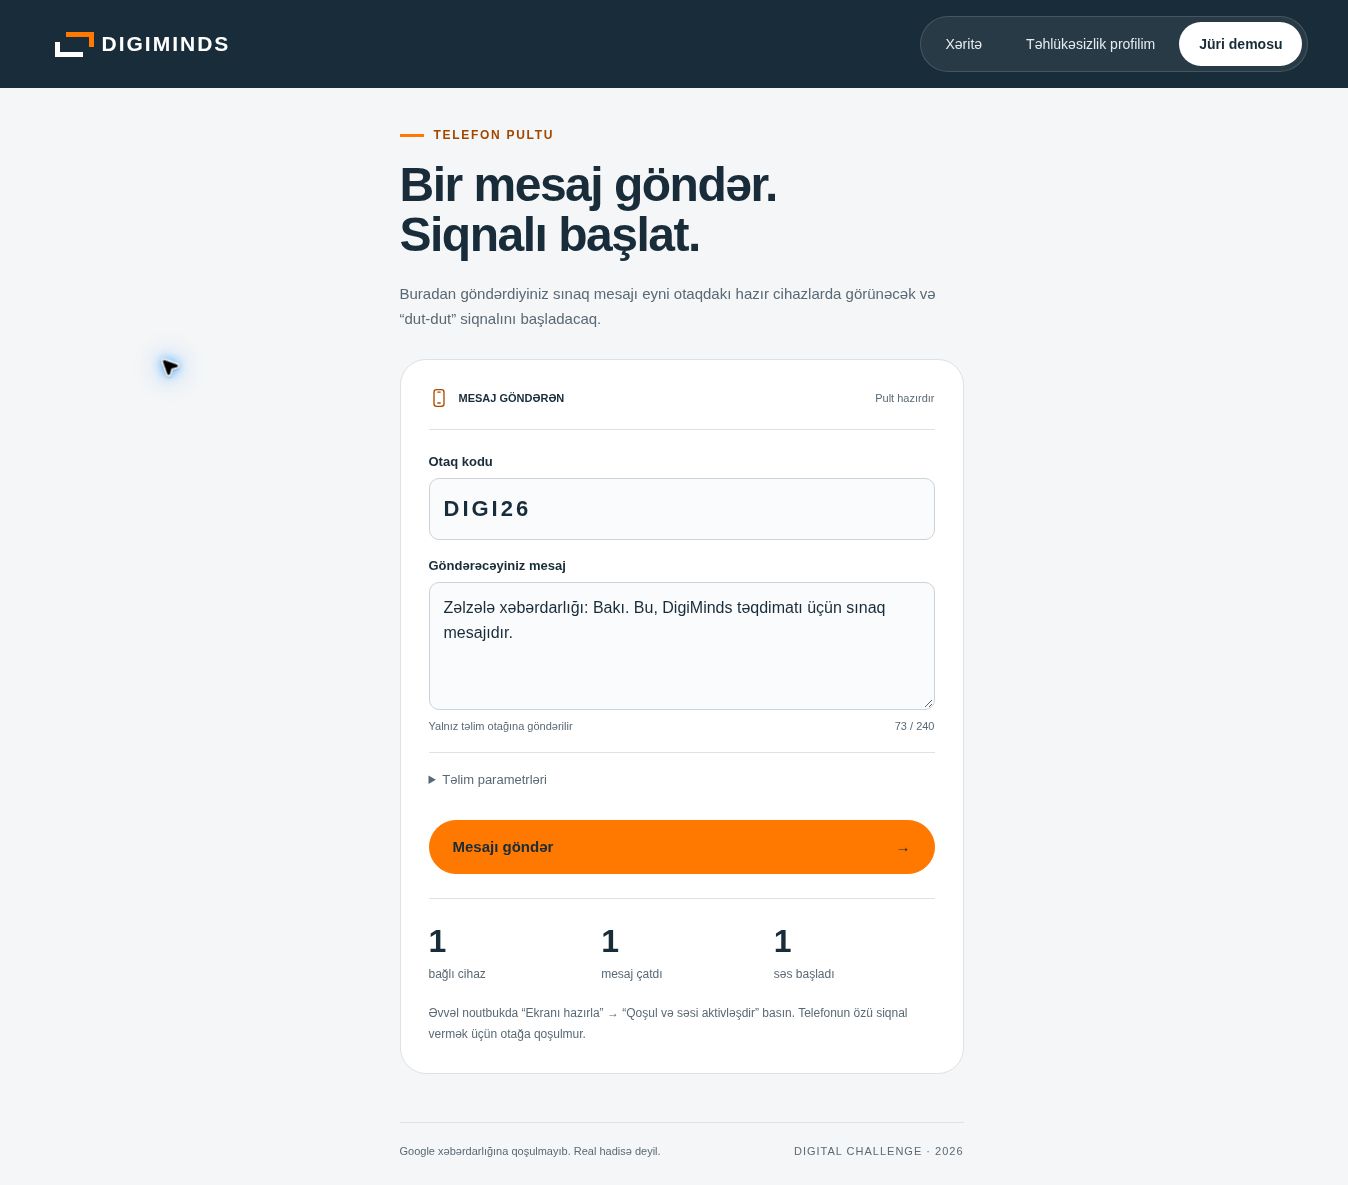 DIGIMINDS
Xəritə
Təhlükəsizlik profilim
Jüri demosu
TELEFON PULTU
Bir mesaj göndər.
Siqnalı başlat.
Buradan göndərdiyiniz sınaq mesajı eyni otaqdakı hazır cihazlarda görünəcək və
“dut-dut” siqnalını başladacaq.
MESAJ GÖNDƏRƏN
Pult hazırdır
Otaq kodu
DIGI26
Göndərəcəyiniz mesaj
Zəlzələ xəbərdarlığı: Bakı. Bu, DigiMinds təqdimatı üçün sınaq
mesajıdır.
Yalnız təlim otağına göndərilir
73 / 240
▶ Təlim parametrləri
Mesajı göndər →
1 1 1
bağlı cihaz mesaj çatdı səs başladı
Əvvəl noutbukda “Ekranı hazırla” → “Qoşul və səsi aktivləşdir” basın. Telefonun özü siqnal
vermək üçün otağa qoşulmur.
Google xəbərdarlığına qoşulmayıb. Real hadisə deyil.
DIGITAL CHALLENGE · 2026